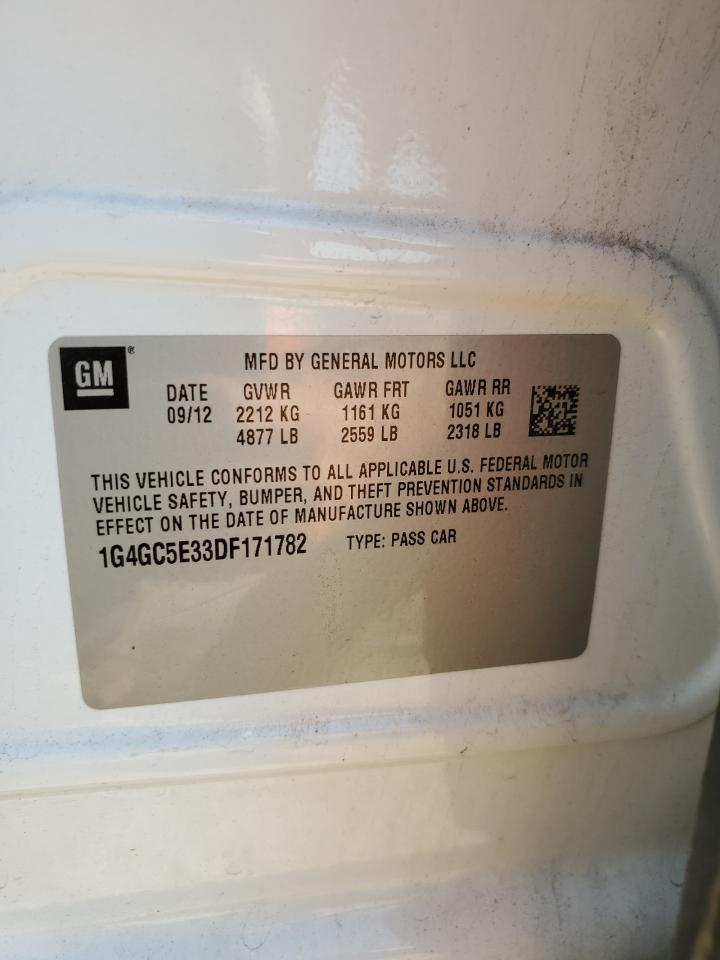 GM®
MFD BY GENERAL MOTORS LLC
DATE GVWR GAWR FRT GAWR RR
09/12 2212 KG 1161 KG 1051 KG
4877 LB 2559 LB 2318 LB
THIS VEHICLE CONFORMS TO ALL APPLICABLE U.S. FEDERAL MOTOR
VEHICLE SAFETY, BUMPER, AND THEFT PREVENTION STANDARDS IN
EFFECT ON THE DATE OF MANUFACTURE SHOWN ABOVE.
1G4GC5E33DF171782 TYPE: PASS CAR